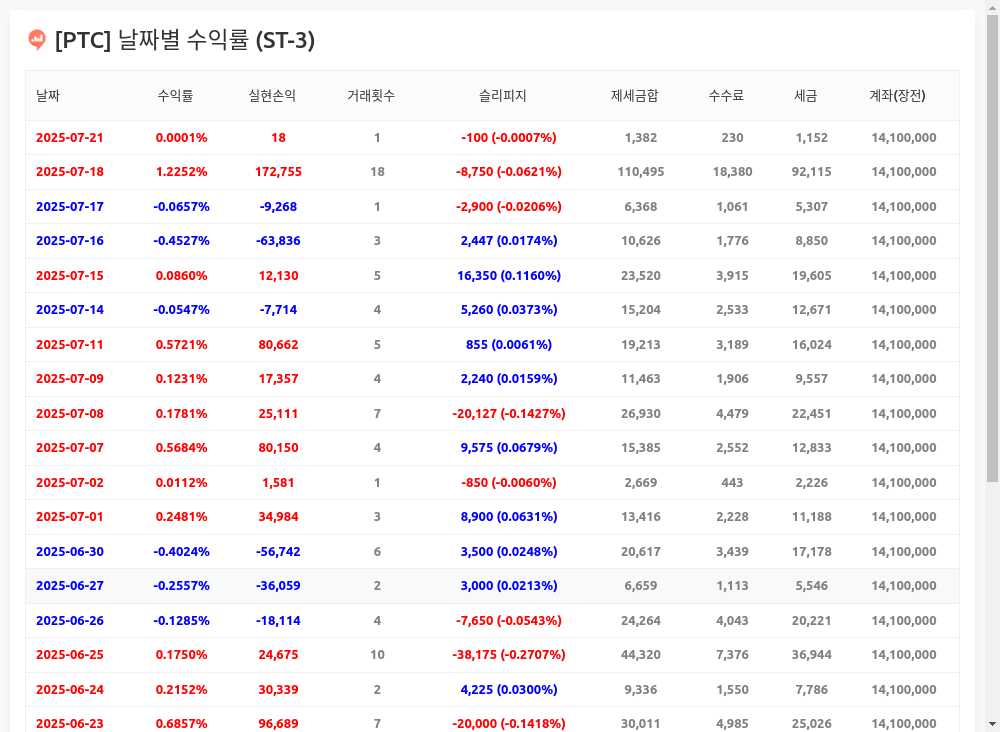 [PTC] 날짜별 수익률 (ST-3)
날짜 수익률 실현손익 거래횟수 슬리피지 제세금합 수수료 세금 계좌(장전)
2025-07-21 0.0001% 18 1 -100 (-0.0007%) 1,382 230 1,152 14,100,000
2025-07-18 1.2252% 172,755 18 -8,750 (-0.0621%) 110,495 18,380 92,115 14,100,000
2025-07-17 -0.0657% -9,268 1 -2,900 (-0.0206%) 6,368 1,061 5,307 14,100,000
2025-07-16 -0.4527% -63,836 3 2,447 (0.0174%) 10,626 1,776 8,850 14,100,000
2025-07-15 0.0860% 12,130 5 16,350 (0.1160%) 23,520 3,915 19,605 14,100,000
2025-07-14 -0.0547% -7,714 4 5,260 (0.0373%) 15,204 2,533 12,671 14,100,000
2025-07-11 0.5721% 80,662 5 855 (0.0061%) 19,213 3,189 16,024 14,100,000
2025-07-09 0.1231% 17,357 4 2,240 (0.0159%) 11,463 1,906 9,557 14,100,000
2025-07-08 0.1781% 25,111 7 -20,127 (-0.1427%) 26,930 4,479 22,451 14,100,000
2025-07-07 0.5684% 80,150 4 9,575 (0.0679%) 15,385 2,552 12,833 14,100,000
2025-07-02 0.0112% 1,581 1 -850 (-0.0060%) 2,669 443 2,226 14,100,000
2025-07-01 0.2481% 34,984 3 8,900 (0.0631%) 13,416 2,228 11,188 14,100,000
2025-06-30 -0.4024% -56,742 6 3,500 (0.0248%) 20,617 3,439 17,178 14,100,000
2025-06-27 -0.2557% -36,059 2 3,000 (0.0213%) 6,659 1,113 5,546 14,100,000
2025-06-26 -0.1285% -18,114 4 -7,650 (-0.0543%) 24,264 4,043 20,221 14,100,000
2025-06-25 0.1750% 24,675 10 -38,175 (-0.2707%) 44,320 7,376 36,944 14,100,000
2025-06-24 0.2152% 30,339 2 4,225 (0.0300%) 9,336 1,550 7,786 14,100,000
2025-06-23 0.6857% 96,689 7 -20,000 (-0.1418%) 30,011 4,985 25,026 14,100,000